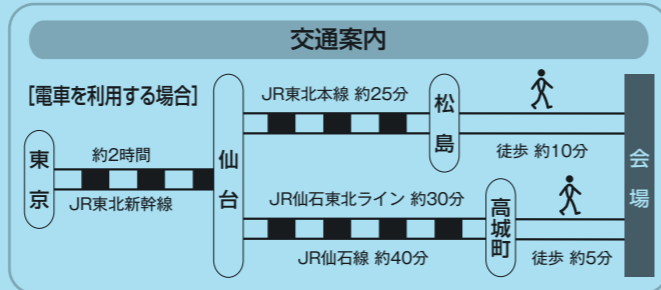 交通案内
[電車を利用する場合]
東京
約2時間
JR東北新幹線
仙台
JR東北本線 約25分
松島
徒歩 約10分
JR仙石東北ライン 約30分
JR仙石線 約40分
高城町
徒歩 約5分
会場